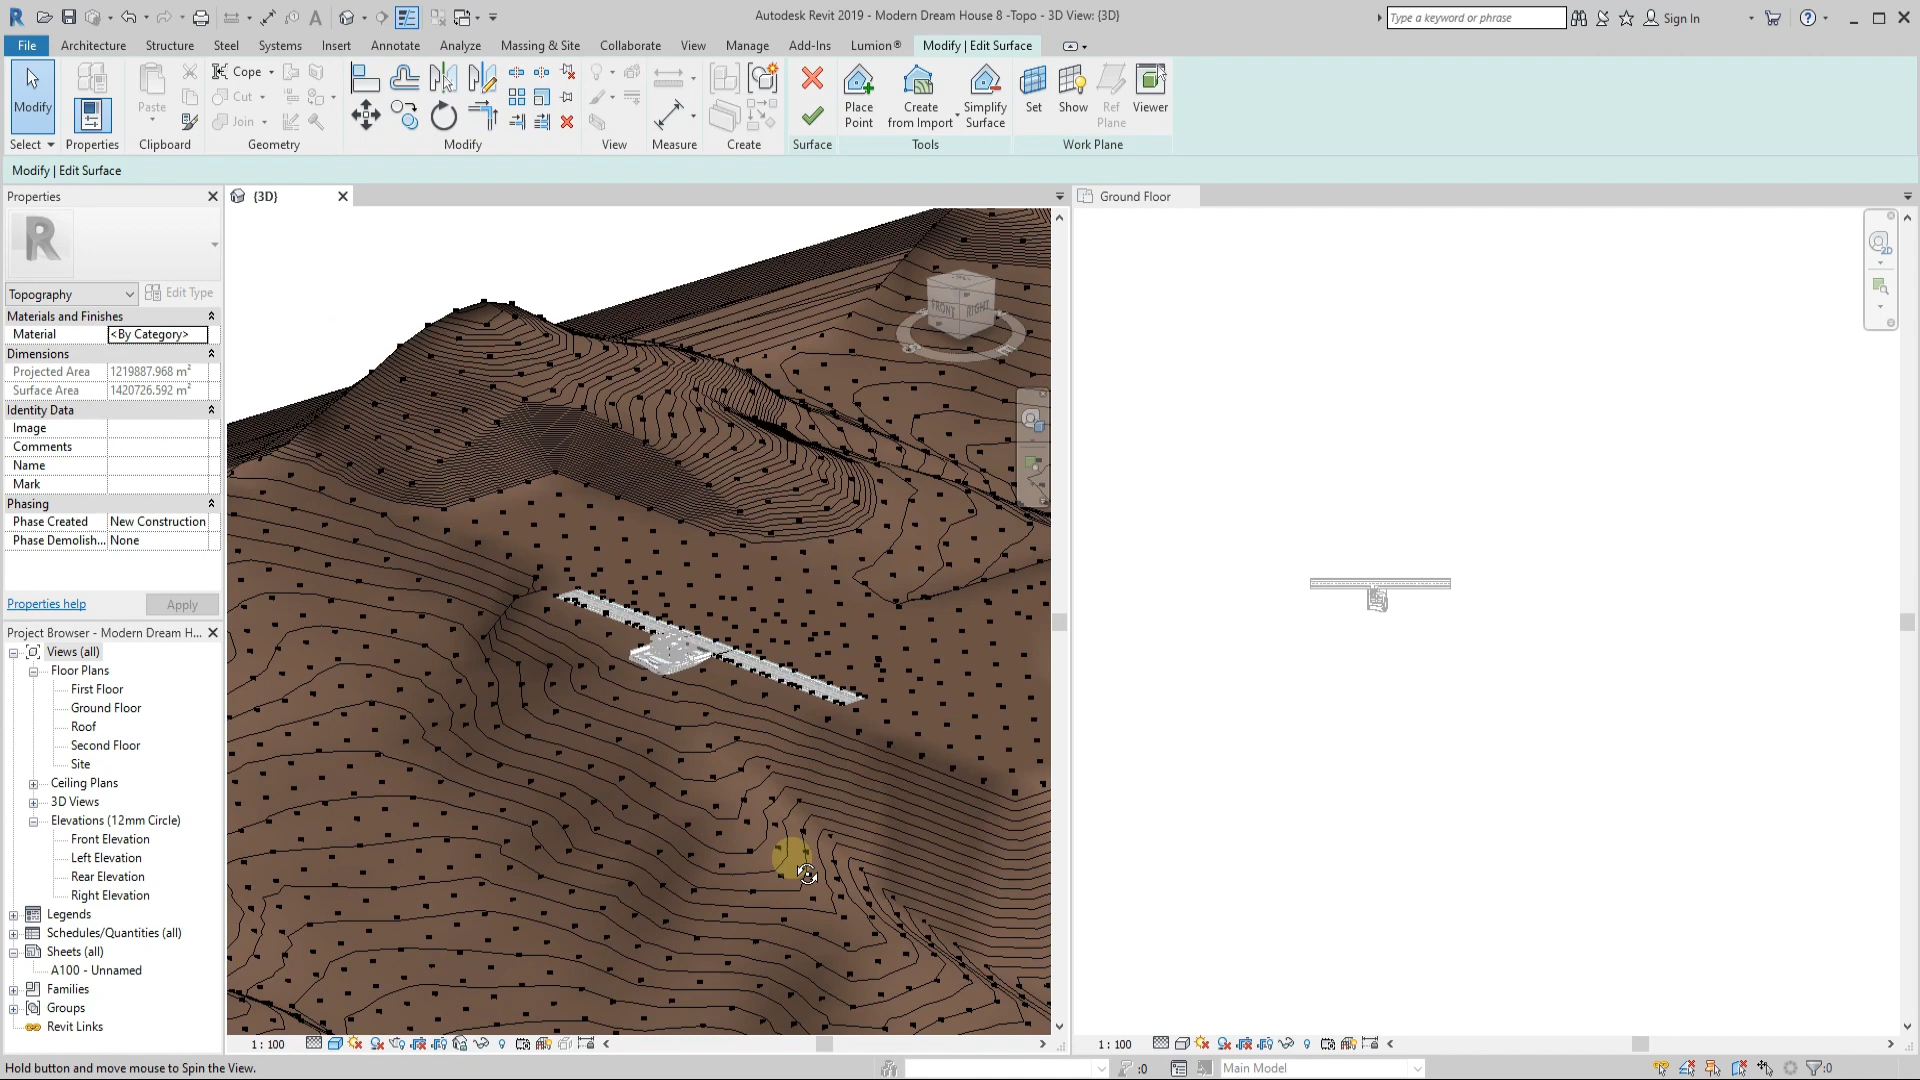 Autodesk Revit 2019 - Modern Dream House 8 -Topo - 3D View: {3D}
Type a keyword or phrase
Sign In
File Architecture Structure Steel Systems Insert Annotate Analyze Massing & Site Collaborate View Manage Add-Ins Lumion® Modify | Edit Surface
Modify
Paste
Cope
Cut
Join
Place Point
Create from Import
Simplify Surface
Set
Show
Ref Plane
Viewer
Select Properties Clipboard Geometry Modify View Measure Create Surface Tools Work Plane
Modify | Edit Surface
Properties
{3D}
Ground Floor
R
Topography
Edit Type
Materials and Finishes
Material <By Category>
Dimensions
Projected Area 1219887.968 m²
Surface Area 1420726.592 m²
Identity Data
Image
Comments
Name
Mark
Phasing
Phase Created New Construction
Phase Demolish... None
Properties help
Apply
FRONT RIGHT
2D
Project Browser - Modern Dream H...
Views (all)
Floor Plans
First Floor
Ground Floor
Roof
Second Floor
Site
Ceiling Plans
3D Views
Elevations (12mm Circle)
Front Elevation
Left Elevation
Rear Elevation
Right Elevation
Legends
Schedules/Quantities (all)
Sheets (all)
A100 - Unnamed
Families
Groups
Revit Links
1 : 100
1 : 100
Hold button and move mouse to Spin the View.
:0
Main Model
:0